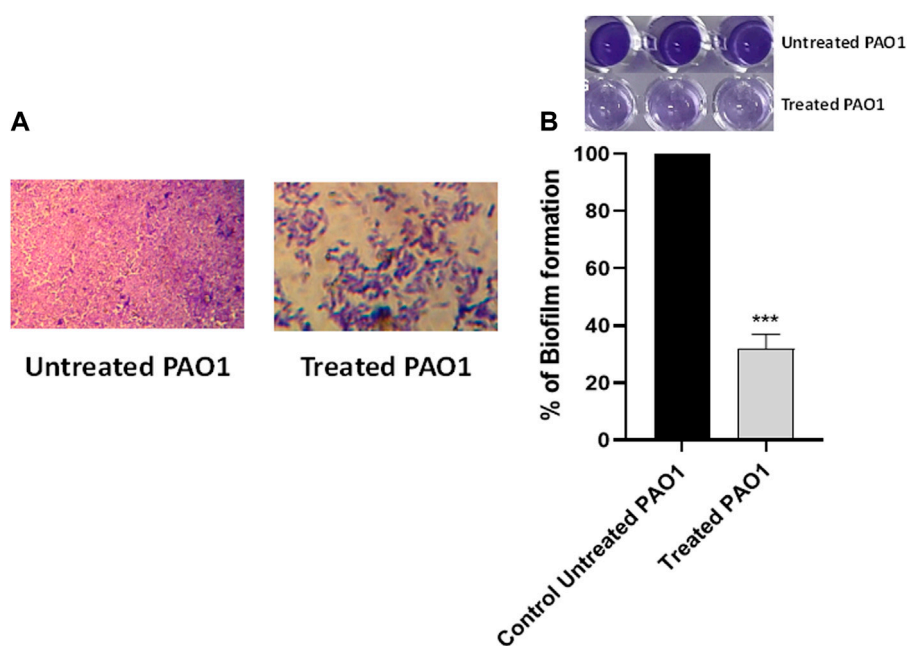 A
Untreated PAO1
Treated PAO1
B
Untreated PAO1
Treated PAO1
% of Biofilm formation
100
80
60
40
20
0
***
Control Untreated PAO1
Treated PAO1